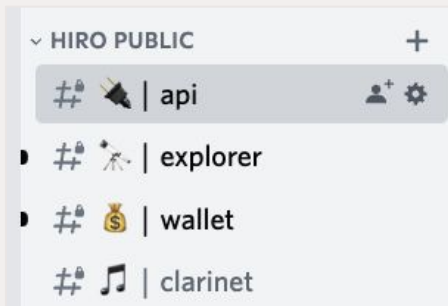 HIRO PUBLIC
🔌 | api
🔭 | explorer
💰 | wallet
🎵 | clarinet